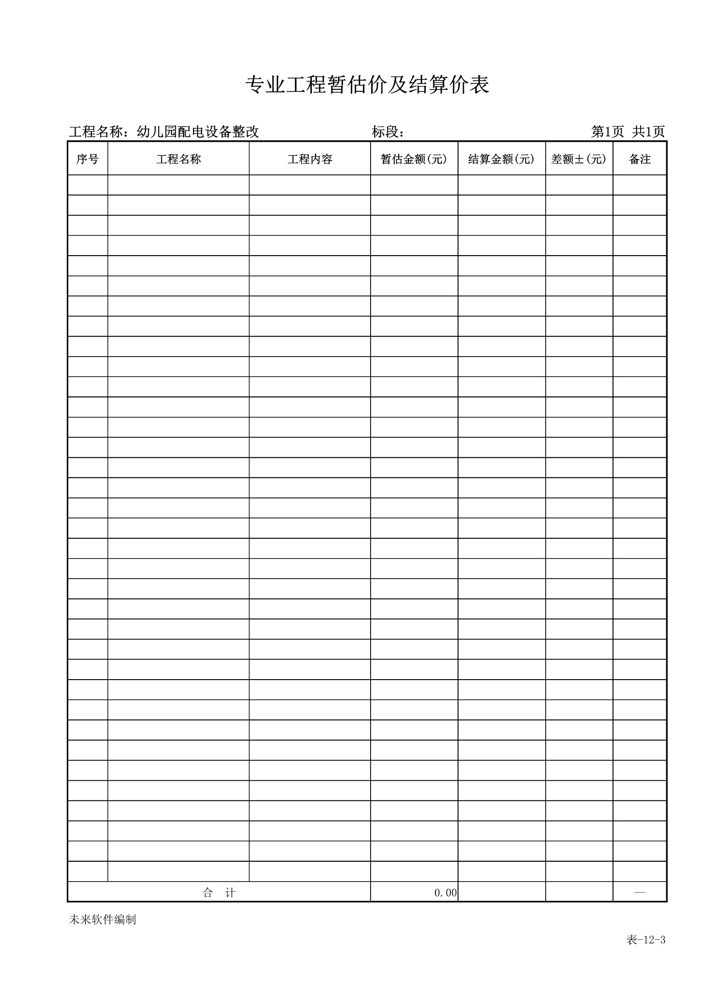 专业工程暂估价及结算价表
工程名称：幼儿园配电设备整改 标段： 第1页 共1页
序号 工程名称 工程内容 暂估金额(元) 结算金额(元) 差额±(元) 备注
合 计 0.00 —
未来软件编制
表-12-3